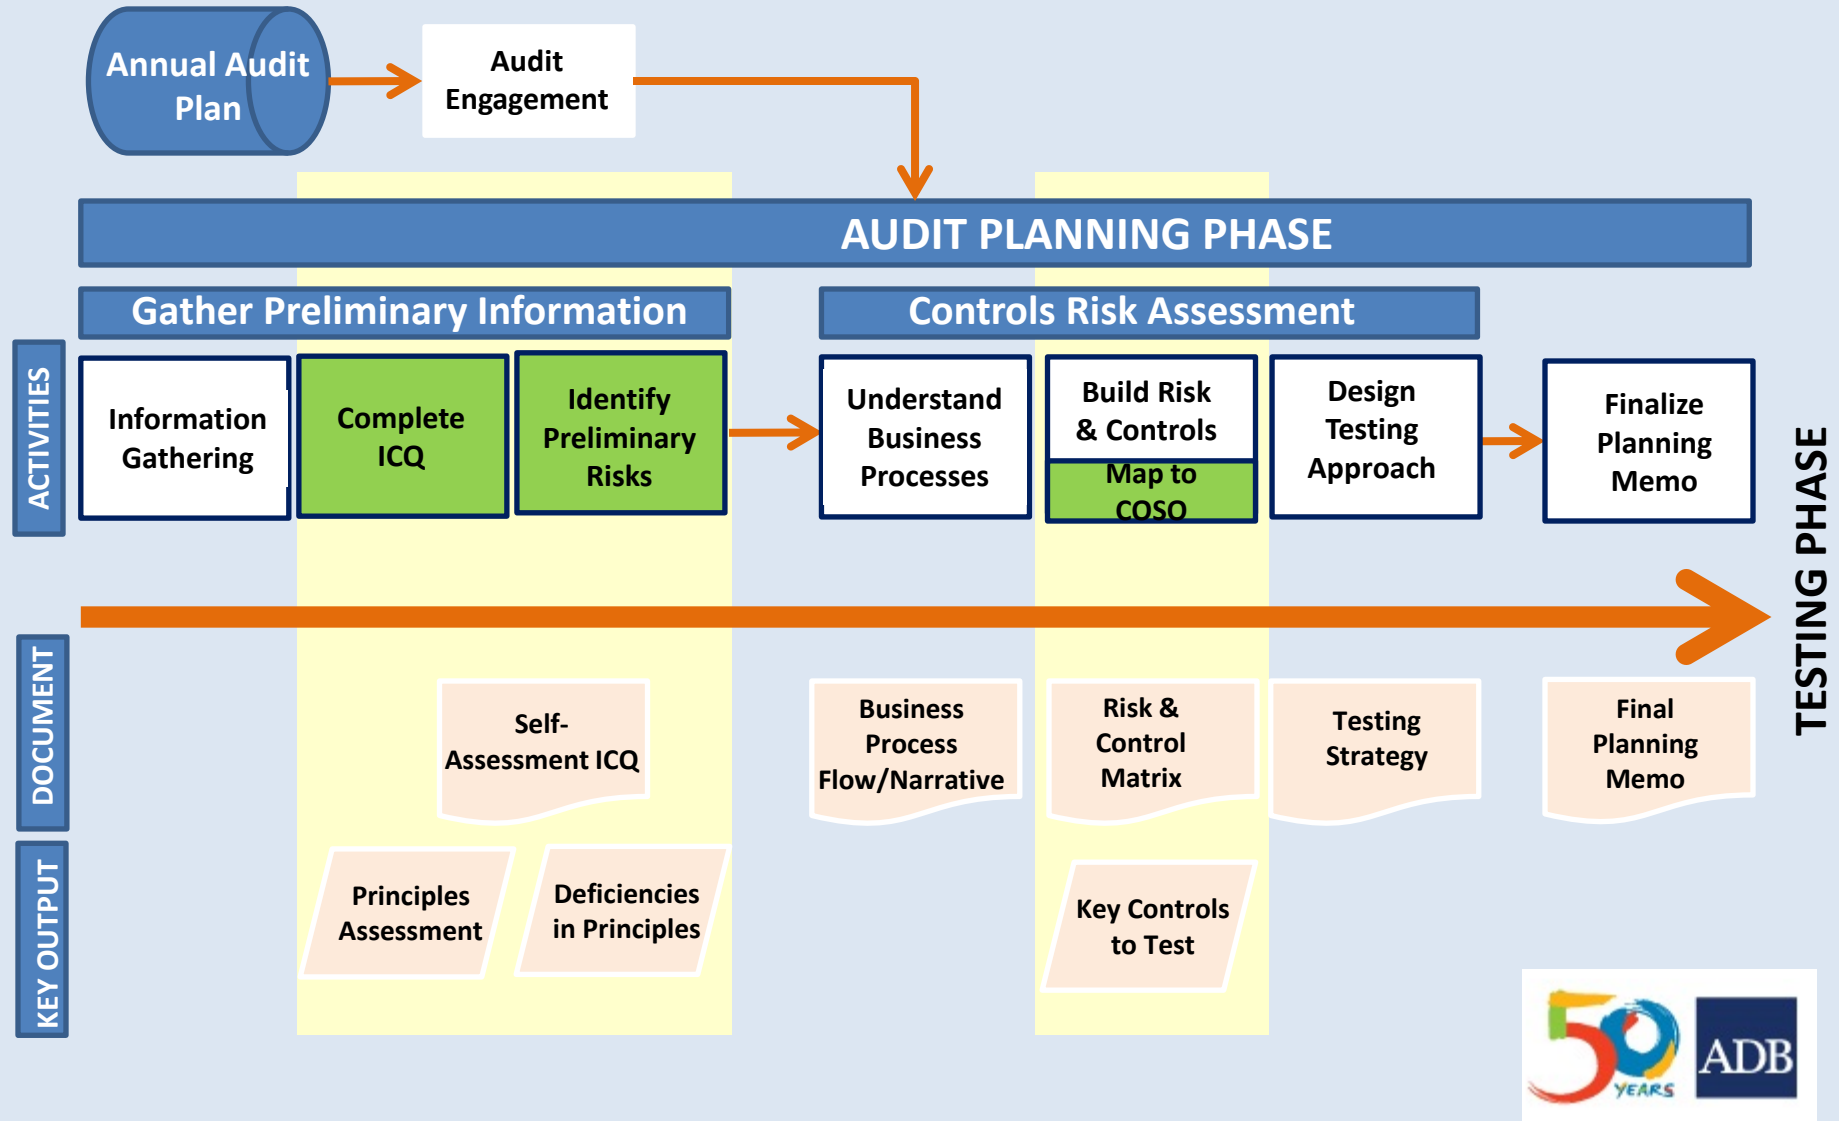 Annual Audit
Plan
Audit
Engagement
AUDIT PLANNING PHASE
Gather Preliminary Information
Controls Risk Assessment
ACTIVITIES
Information
Gathering
Complete
ICQ
Identify
Preliminary
Risks
Understand
Business
Processes
Build Risk
& Controls
Map to
COSO
Design
Testing
Approach
Finalize
Planning
Memo
TESTING PHASE
DOCUMENT
Self-
Assessment ICQ
Business
Process
Flow/Narrative
Risk &
Control
Matrix
Testing
Strategy
Final
Planning
Memo
KEY OUTPUT
Principles
Assessment
Deficiencies
in Principles
Key Controls
to Test
50
YEARS
ADB